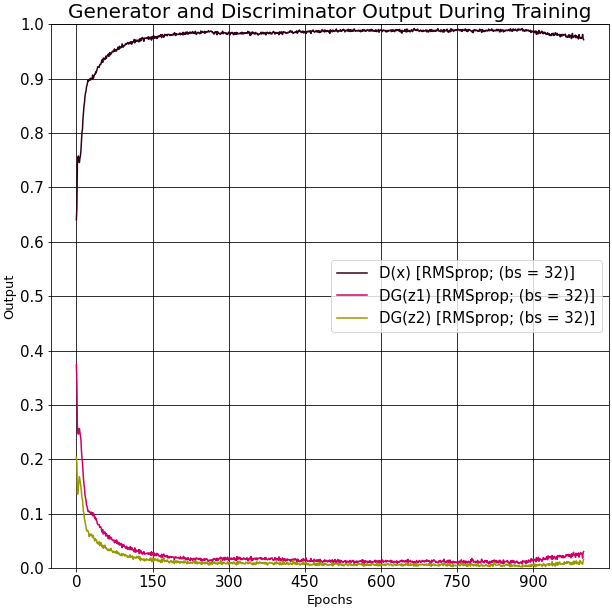 Generator and Discriminator Output During Training
1.0
0.9
0.8
0.7
0.6
0.5
0.4
0.3
0.2
0.1
0.0
Output
D(x) [RMSprop; (bs = 32)]
DG(z1) [RMSprop; (bs = 32)]
DG(z2) [RMSprop; (bs = 32)]
0 150 300 450 600 750 900
Epochs